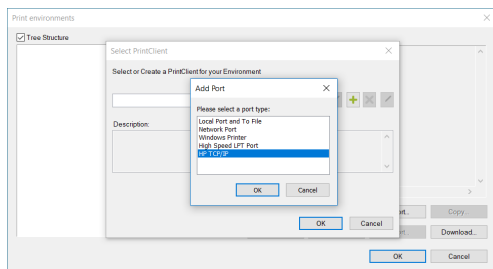 Print environments
Tree Structure
Select PrintClient
Select or Create a PrintClient for your Environment
Add Port
Please select a port type:
Local Port and To File
Network Port
Windows Printer
High Speed LPT Port
HP TCP/IP
Description:
OK Cancel
OK Cancel
Copy...
Download...
OK Cancel